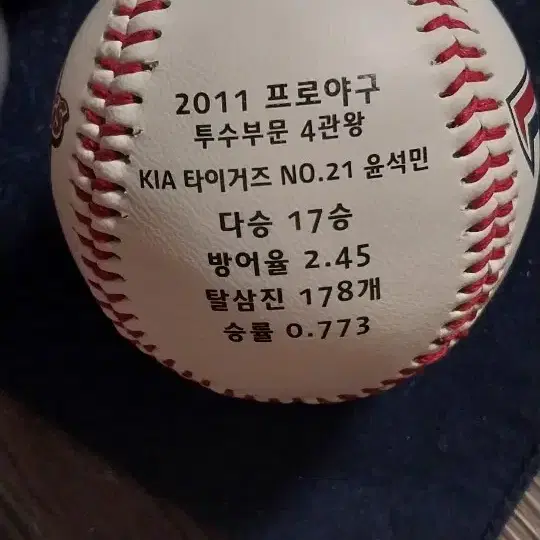 2011 프로야구
투수부문 4관왕
KIA 타이거즈 NO.21 윤석민
다승 17승
방어율 2.45
탈삼진 178개
승률 0.773